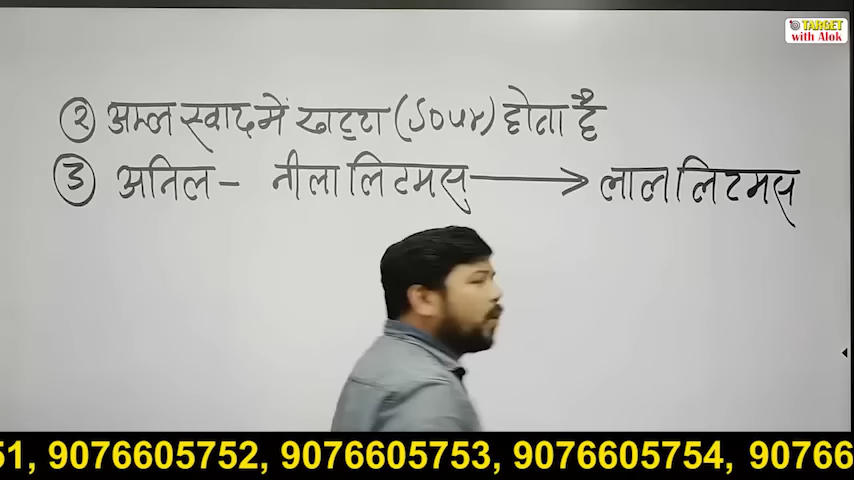 TARGET
with Alok
② अम्ल स्वाद में खट्टा (Sour) होता है
③ अनिल - नीला लिटमस ⟶ लाल लिटमस
51, 9076605752, 9076605753, 9076605754, 90766